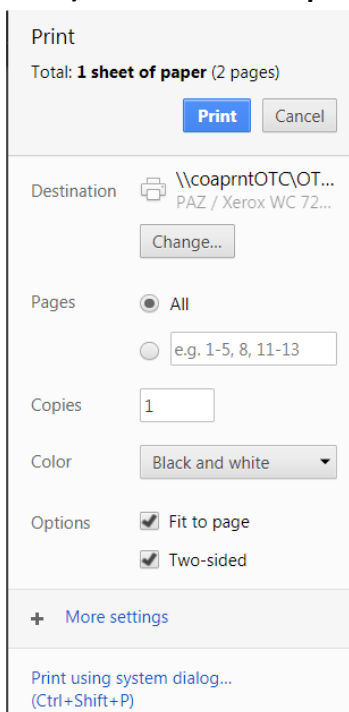 Print
Total: 1 sheet of paper (2 pages)
Print Cancel
Destination \\coaprntOTC\OT...
PAZ / Xerox WC 72...
Change...
Pages All
e.g. 1-5, 8, 11-13
Copies 1
Color Black and white
Options Fit to page
Two-sided
+ More settings
Print using system dialog...
(Ctrl+Shift+P)